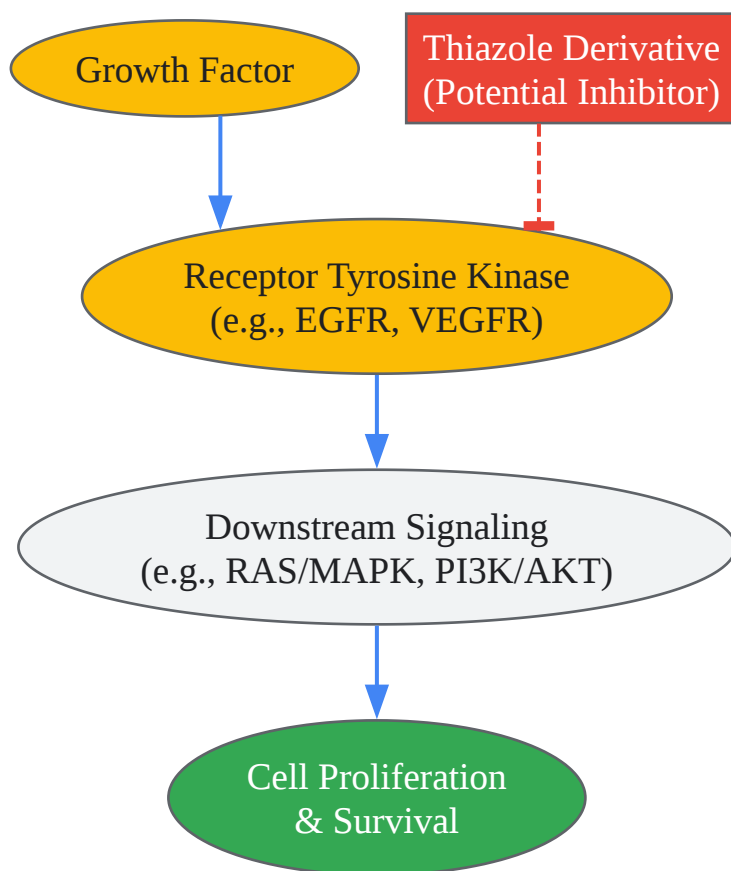 Growth Factor
Thiazole Derivative
(Potential Inhibitor)
Receptor Tyrosine Kinase
(e.g., EGFR, VEGFR)
Downstream Signaling
(e.g., RAS/MAPK, PI3K/AKT)
Cell Proliferation
& Survival